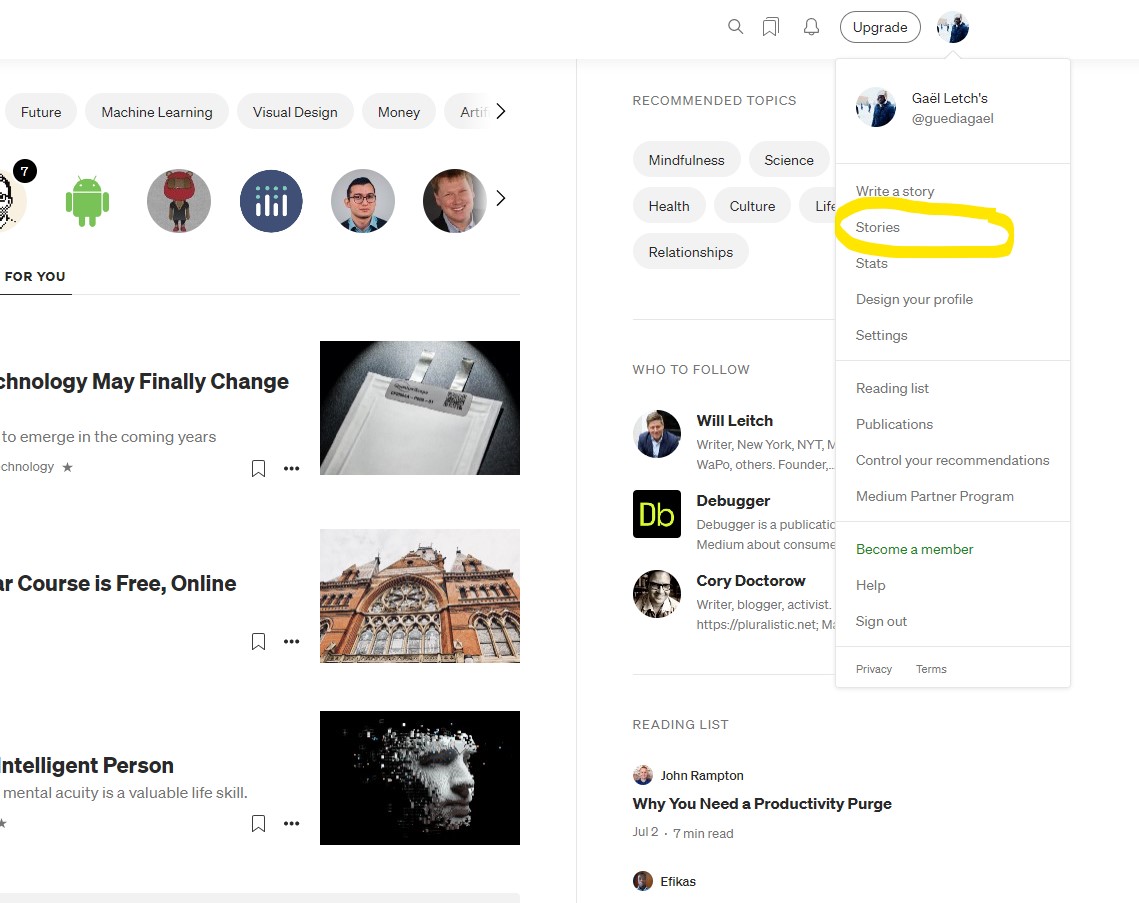 Upgrade
Gaël Letch's
@guediagael
Write a story
Stories
Stats
Design your profile
Settings
Reading list
Publications
Control your recommendations
Medium Partner Program
Become a member
Help
Sign out
Privacy Terms
Future Machine Learning Visual Design Money Artif
7
FOR YOU
chnology May Finally Change
to emerge in the coming years
chnology
ar Course is Free, Online
Intelligent Person
mental acuity is a valuable life skill.
RECOMMENDED TOPICS
Mindfulness Science
Health Culture Life
Relationships
WHO TO FOLLOW
Will Leitch
Writer, New York, NYT, M
WaPo, others. Founder,..
Db
Debugger
Debugger is a publicatio
Medium about consume
Cory Doctorow
Writer, blogger, activist.
https://pluralistic.net; Ma
READING LIST
John Rampton
Why You Need a Productivity Purge
Jul 2 · 7 min read
Efikas